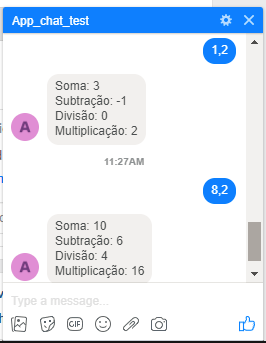 App_chat_test
1,2
Soma: 3
Subtração: -1
Divisão: 0
Multiplicação: 2
A
11:27AM
8,2
Soma: 10
Subtração: 6
Divisão: 4
Multiplicação: 16
A
Type a message...
GIF